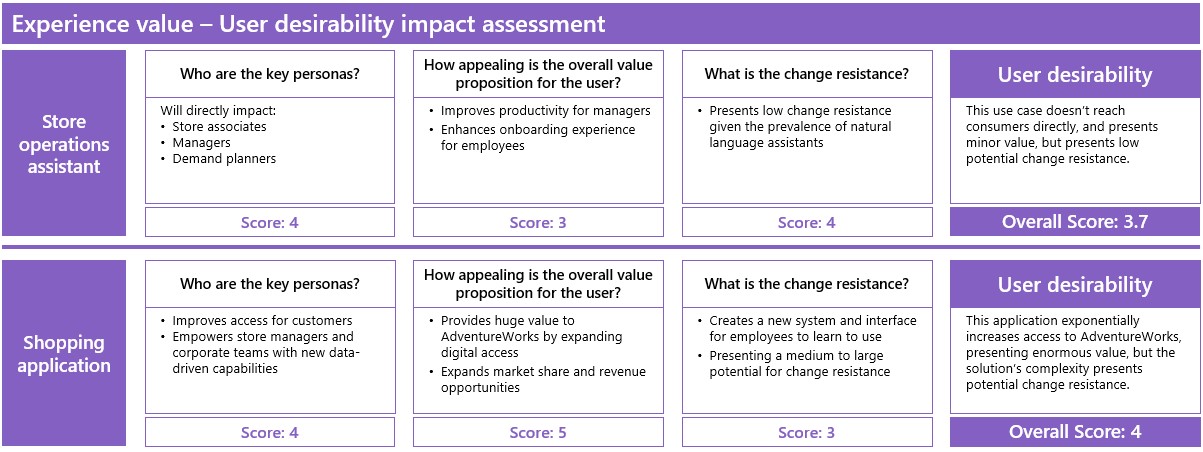 Experience value – User desirability impact assessment
Store
operations
assistant
Who are the key personas?
Will directly impact:
• Store associates
• Managers
• Demand planners
Score: 4
How appealing is the overall value
proposition for the user?
• Improves productivity for managers
• Enhances onboarding experience
for employees
Score: 3
What is the change resistance?
• Presents low change resistance
given the prevalence of natural
language assistants
Score: 4
User desirability
This use case doesn’t reach
consumers directly, and presents
minor value, but presents low
potential change resistance.
Overall Score: 3.7
Shopping
application
Who are the key personas?
• Improves access for customers
• Empowers store managers and
corporate teams with new data-
driven capabilities
Score: 4
How appealing is the overall value
proposition for the user?
• Provides huge value to
AdventureWorks by expanding
digital access
• Expands market share and revenue
opportunities
Score: 5
What is the change resistance?
• Creates a new system and interface
for employees to learn to use
• Presenting a medium to large
potential for change resistance
Score: 3
User desirability
This application exponentially
increases access to AdventureWorks,
presenting enormous value, but the
solution’s complexity presents
potential change resistance.
Overall Score: 4